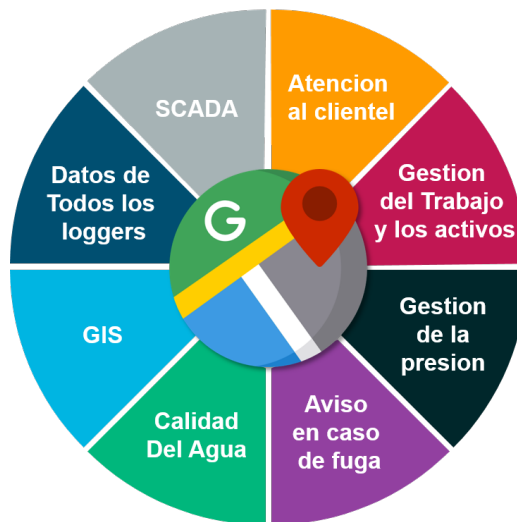 SCADA
Atencion
al clientel
Datos de
Todos los
loggers
Gestion
del Trabajo
y los activos
G
GIS
Gestion
de la
presion
Calidad
Del Agua
Aviso
en caso
de fuga